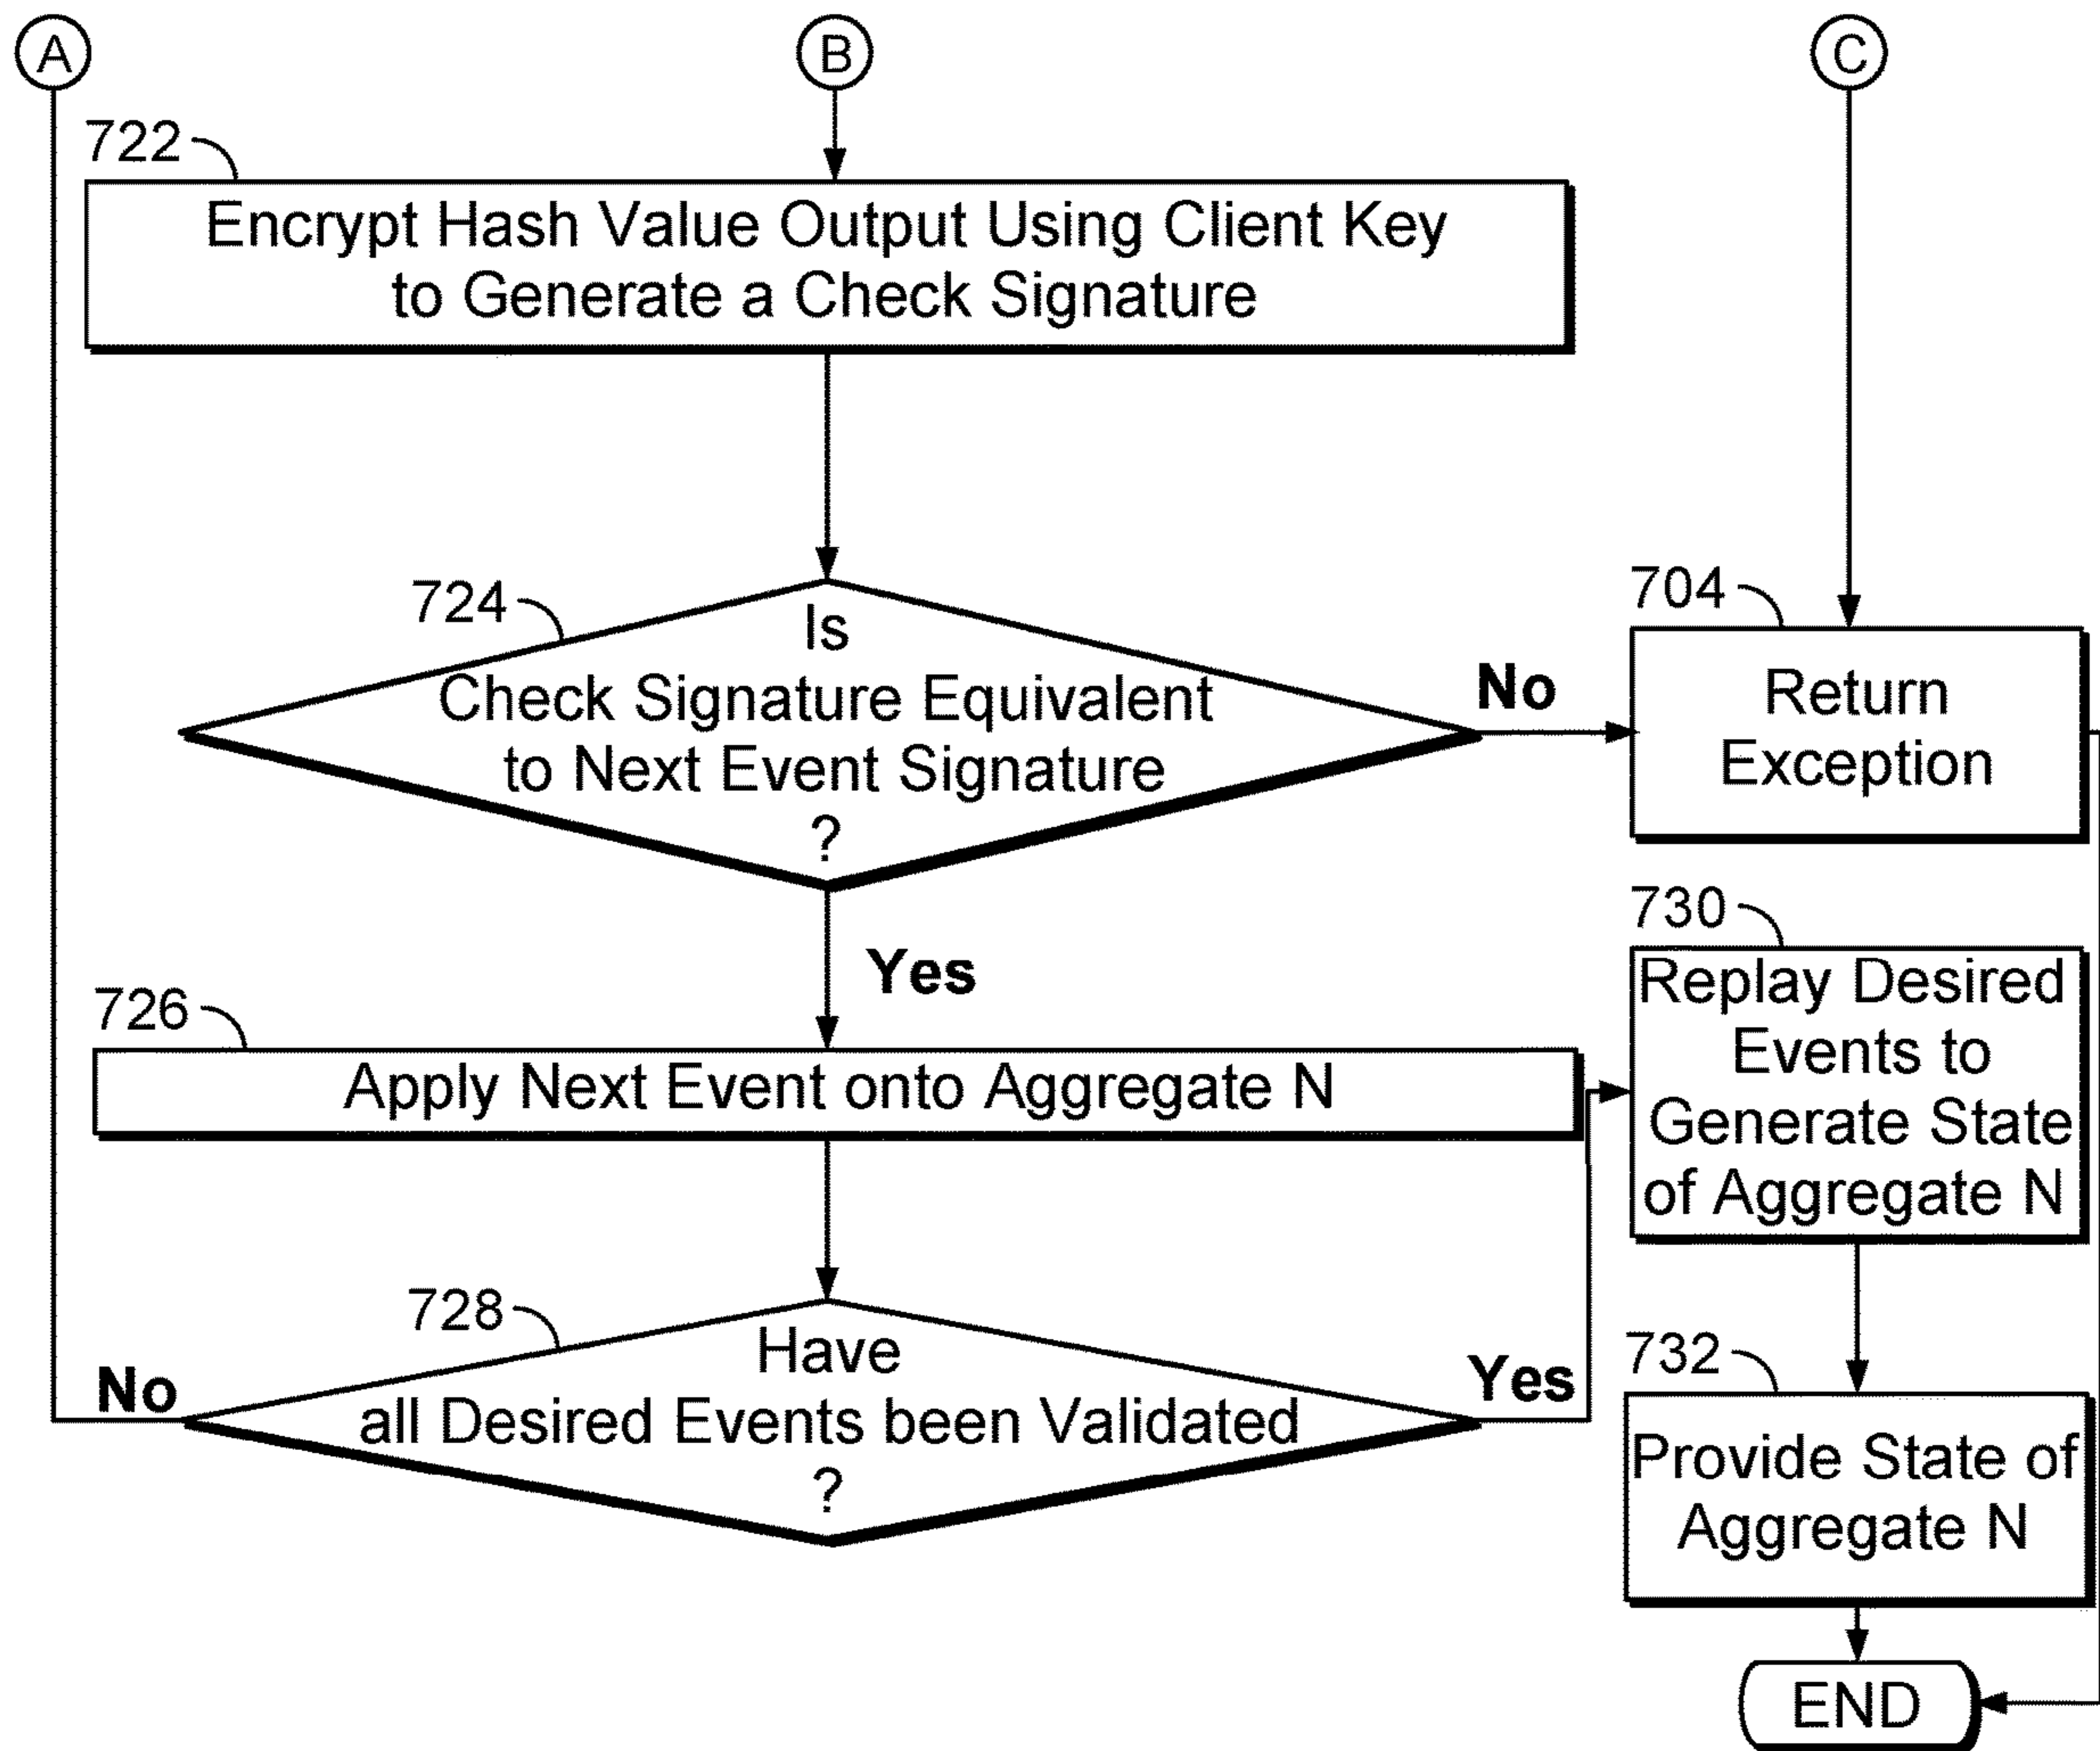 A
B
C
722
Encrypt Hash Value Output Using Client Key
to Generate a Check Signature
724
Is
Check Signature Equivalent
to Next Event Signature
?
No
704
Return
Exception
Yes
726
Apply Next Event onto Aggregate N
730
Replay Desired
Events to
Generate State
of Aggregate N
728
Have
all Desired Events been Validated
?
No
Yes
732
Provide State of
Aggregate N
END